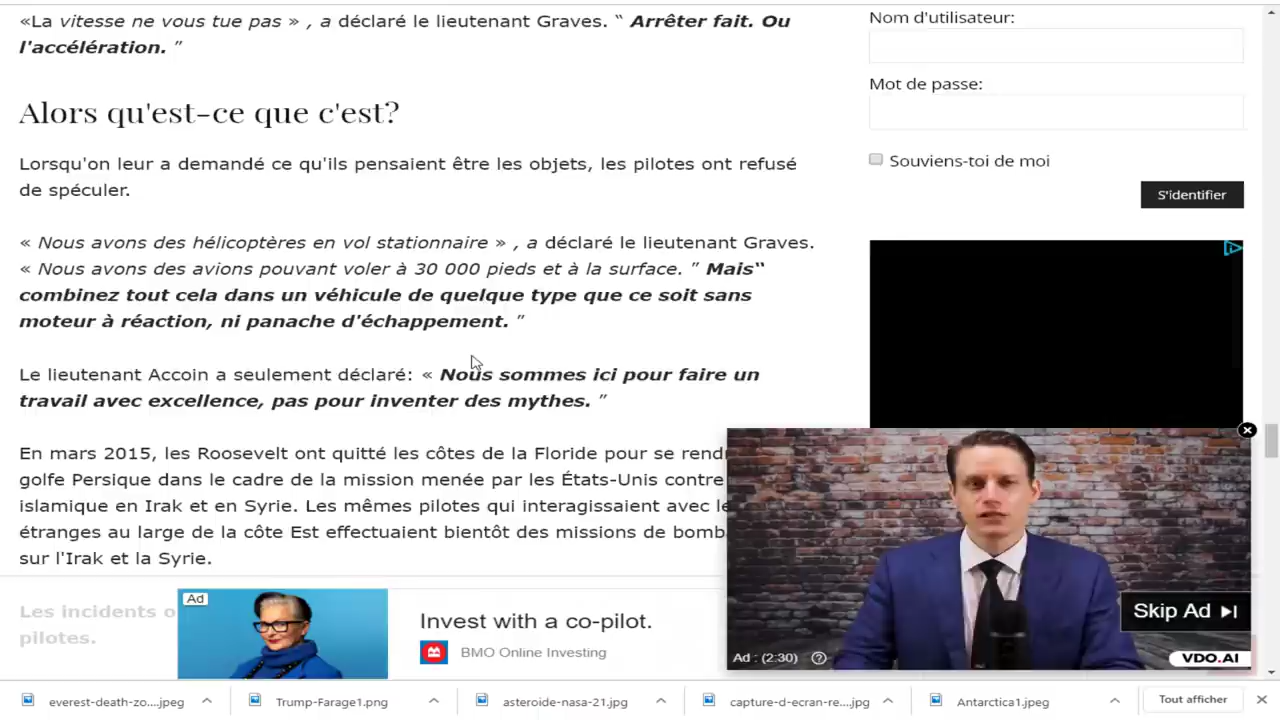 «La vitesse ne vous tue pas » , a déclaré le lieutenant Graves. “ Arrêter fait. Ou
l'accélération. ”
Alors qu'est-ce que c'est?
Lorsqu'on leur a demandé ce qu'ils pensaient être les objets, les pilotes ont refusé
de spéculer.
« Nous avons des hélicoptères en vol stationnaire » , a déclaré le lieutenant Graves.
« Nous avons des avions pouvant voler à 30 000 pieds et à la surface. ” Mais“
combinez tout cela dans un véhicule de quelque type que ce soit sans
moteur à réaction, ni panache d'échappement. ”
Le lieutenant Accoin a seulement déclaré: « Nous sommes ici pour faire un
travail avec excellence, pas pour inventer des mythes. ”
En mars 2015, les Roosevelt ont quitté les côtes de la Floride pour se
golfe Persique dans le cadre de la mission menée par les États-Unis contre
islamique en Irak et en Syrie. Les mêmes pilotes qui interagissaient avec
étranges au large de la côte Est effectuaient bientôt des missions de
sur l'Irak et la Syrie.
Les incidents
pilotes.
Nom d'utilisateur:
Mot de passe:
Souviens-toi de moi
S'identifier
Skip Ad
Ad : (2:30)
VDO.AI
Ad
Invest with a co-pilot.
BMO Online Investing
everest-death-zo....jpeg
Trump-Farage1.png
asteroide-nasa-21.jpg
capture-d-ecran-re....jpg
Antarctica1.jpeg
Tout afficher